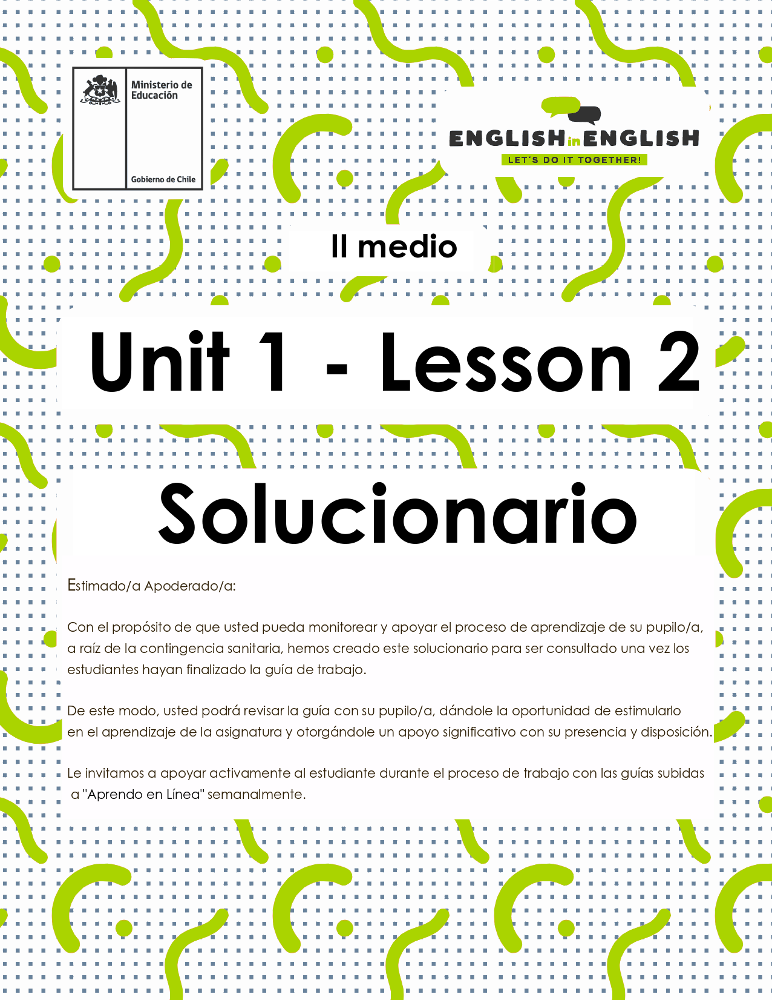 Ministerio de
Educación
Gobierno de Chile
ENGLISH in ENGLISH
LET'S DO IT TOGETHER!
II medio
Unit 1 - Lesson 2
Solucionario
Estimado/a Apoderado/a:
Con el propósito de que usted pueda monitorear y apoyar el proceso de aprendizaje de su pupilo/a,
a raíz de la contingencia sanitaria, hemos creado este solucionario para ser consultado una vez los
estudiantes hayan finalizado la guía de trabajo.
De este modo, usted podrá revisar la guía con su pupilo/a, dándole la oportunidad de estimularlo
en el aprendizaje de la asignatura y otorgándole un apoyo significativo con su presencia y disposición.
Le invitamos a apoyar activamente al estudiante durante el proceso de trabajo con las guías subidas
a "Aprendo en Línea" semanalmente.